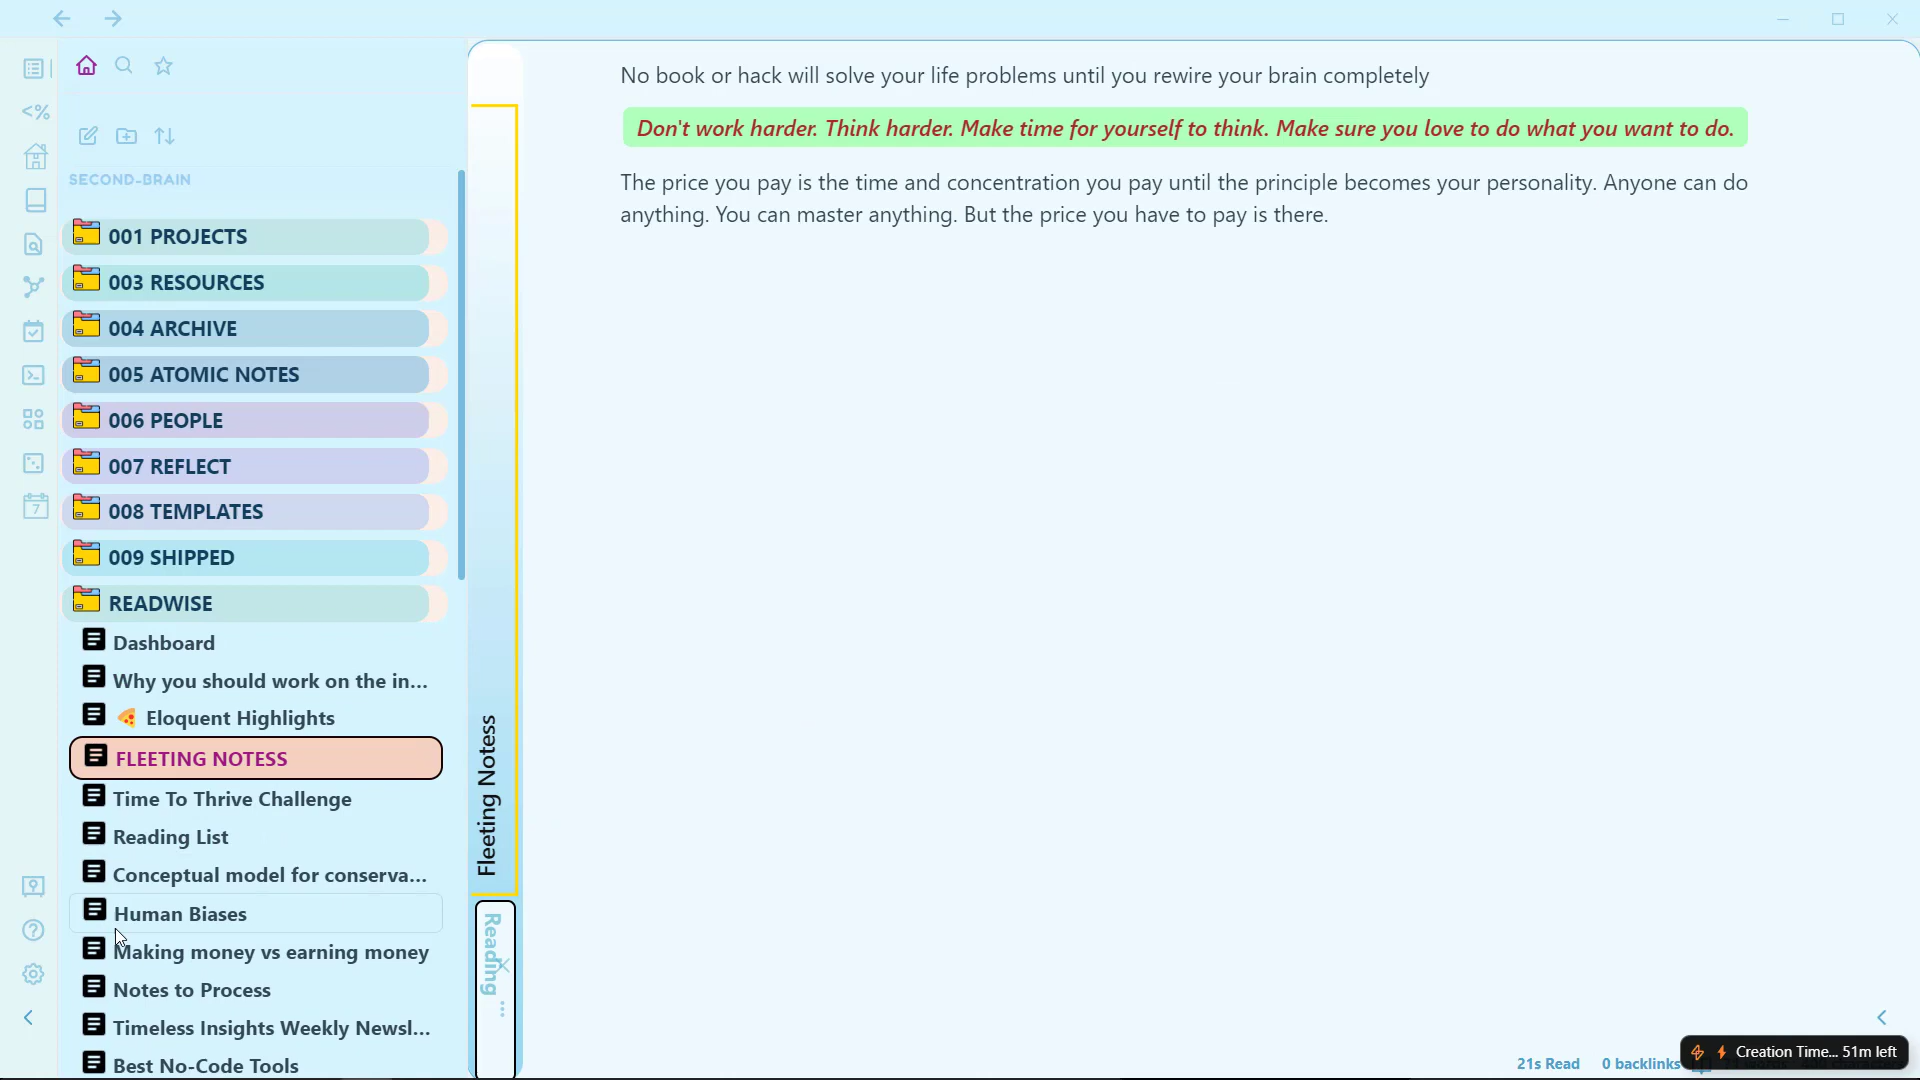 No book or hack will solve your life problems until you rewire your brain completely
Don't work harder. Think harder. Make time for yourself to think. Make sure you love to do what you want to do.
The price you pay is the time and concentration you pay until the principle becomes your personality. Anyone can do
anything. You can master anything. But the price you have to pay is there.
<%
7
SECOND-BRAIN
001 PROJECTS
003 RESOURCES
004 ARCHIVE
005 ATOMIC NOTES
006 PEOPLE
007 REFLECT
008 TEMPLATES
009 SHIPPED
READWISE
Dashboard
Why you should work on the in...
🍕 Eloquent Highlights
FLEETING NOTESS
Time To Thrive Challenge
Reading List
Conceptual model for conserva...
Human Biases
Making money vs earning money
Notes to Process
Timeless Insights Weekly Newsl...
Best No-Code Tools
Fleeting Notess
Reading ...
21s Read
0 backlinks
Creation Time... 51m left